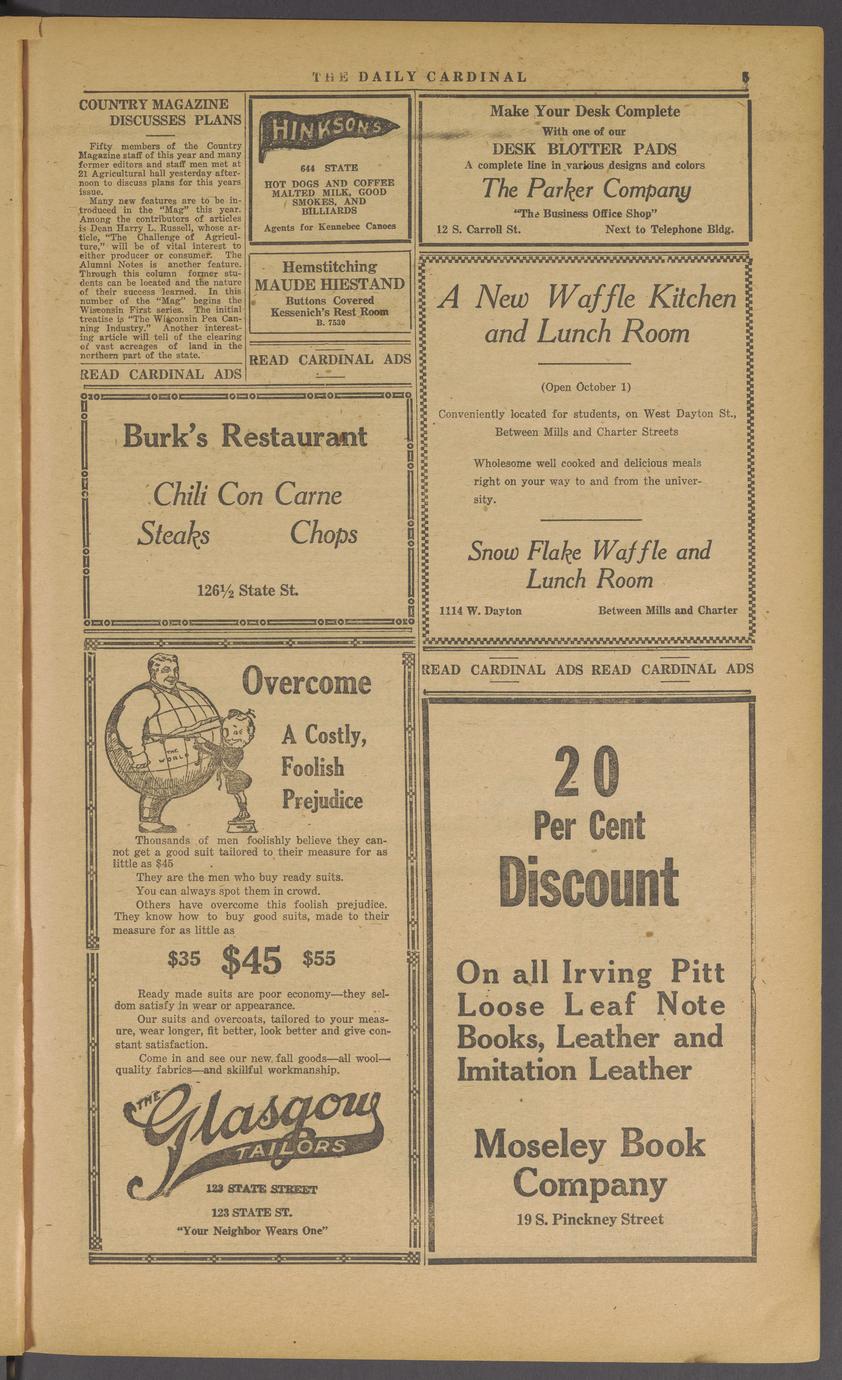 THE DAILY CARDINAL
5
COUNTRY MAGAZINE
DISCUSSES PLANS
Fifty members of the Country
Magazine staff of this year and many
former editors and staff men met at
21 Agricultural hall yesterday after-
noon to discuss plans for this years
issue.
Many new features are to be in-
troduced in the "Mag" this year.
Among the contributors of articles
is Dean Harry L. Russell, whose ar-
ticle, "The Challenge of Agricul-
ture," will be of vital interest to
either producer or consumer. The
Alumni Notes is another feature.
Through this column former stu-
dents can be located and the nature
of their success learned. In this
number of the "Mag" begins the
Wisconsin First series. The initial
treatise is "The Wisconsin Pea Can-
ning Industry." Another interest-
ing article will tell of the clearing
of vast acreages of land in the
northern part of the state.
READ CARDINAL ADS
HINKSON'S
644 STATE
HOT DOGS AND COFFEE
MALTED MILK, GOOD
SMOKES, AND
BILLIARDS
Agents for Kennebec Canoes
Hemstitching
MAUDE HIESTAND
Buttons Covered
Kessenich's Rest Room
B. 7530
READ CARDINAL ADS
Make Your Desk Complete
With one of our
DESK BLOTTER PADS
A complete line in various designs and colors
The Parker Company
"The Business Office Shop"
12 S. Carroll St. Next to Telephone Bldg.
A New Waffle Kitchen
and Lunch Room
(Open October 1)
Conveniently located for students, on West Dayton St.,
Between Mills and Charter Streets
Wholesome well cooked and delicious meals
right on your way to and from the univer-
sity.
Snow Flake Waffle and
Lunch Room
1114 W. Dayton Between Mills and Charter
Burk's Restaurant
Chili Con Carne
Steaks Chops
126½ State St.
READ CARDINAL ADS READ CARDINAL ADS
Overcome
A Costly,
Foolish
Prejudice
THE
WORLD
Thousands of men foolishly believe they can-
not get a good suit tailored to their measure for as
little as $45
They are the men who buy ready suits.
You can always spot them in crowd.
Others have overcome this foolish prejudice.
They know how to buy good suits, made to their
measure for as little as
$35 $45 $55
Ready made suits are poor economy—they sel-
dom satisfy in wear or appearance.
Our suits and overcoats, tailored to your meas-
ure, wear longer, fit better, look better and give con-
stant satisfaction.
Come in and see our new fall goods—all wool—
quality fabrics—and skillful workmanship.
THE
Glasgow
TAILORS
123 STATE STREET
123 STATE ST.
"Your Neighbor Wears One"
20
Per Cent
Discount
On all Irving Pitt
Loose Leaf Note
Books, Leather and
Imitation Leather
Moseley Book
Company
19 S. Pinckney Street